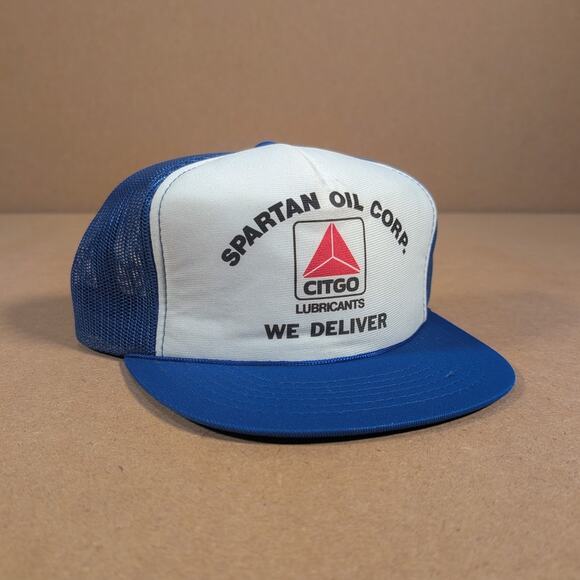 SPARTAN OIL CORP.
CITGO
LUBRICANTS
WE DELIVER